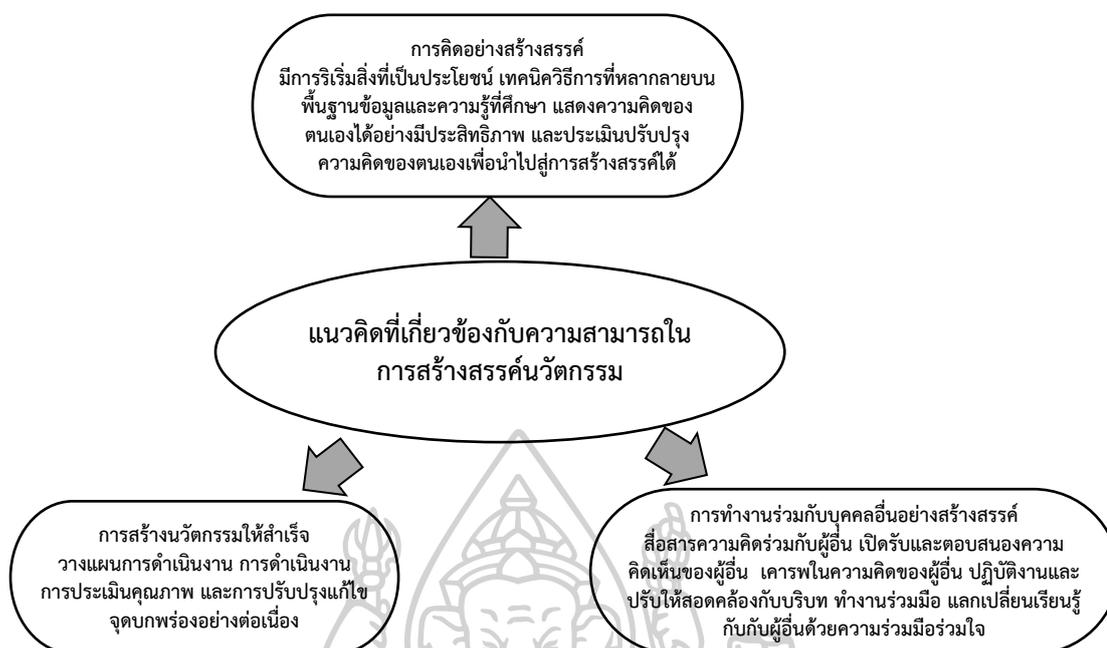 การคิดอย่างสร้างสรรค์
มีการริเริ่มสิ่งที่เป็นประโยชน์ เทคนิควิธีการที่หลากหลายบน
พื้นฐานข้อมูลและความรู้ที่ศึกษา แสดงความคิดของ
ตนเองได้อย่างมีประสิทธิภาพ และประเมินปรับปรุง
ความคิดของตนเองเพื่อนำไปสู่การสร้างสรรค์ได้
แนวคิดที่เกี่ยวข้องกับความสามารถใน
การสร้างสรรค์นวัตกรรม
การสร้างนวัตกรรมให้สำเร็จ
วางแผนการดำเนินงาน การดำเนินงาน
การประเมินคุณภาพ และการปรับปรุงแก้ไข
จุดบกพร่องอย่างต่อเนื่อง
การทำงานร่วมกับบุคคลอื่นอย่างสร้างสรรค์
สื่อสารความคิดร่วมกับผู้อื่น เปิดรับและตอบสนองความ
คิดเห็นของผู้อื่น เคารพในความคิดของผู้อื่น ปฏิบัติงานและ
ปรับให้สอดคล้องกับบริบท ทำงานร่วมมือ แลกเปลี่ยนเรียนรู้
กับกับผู้อื่นด้วยความร่วมมือร่วมใจ